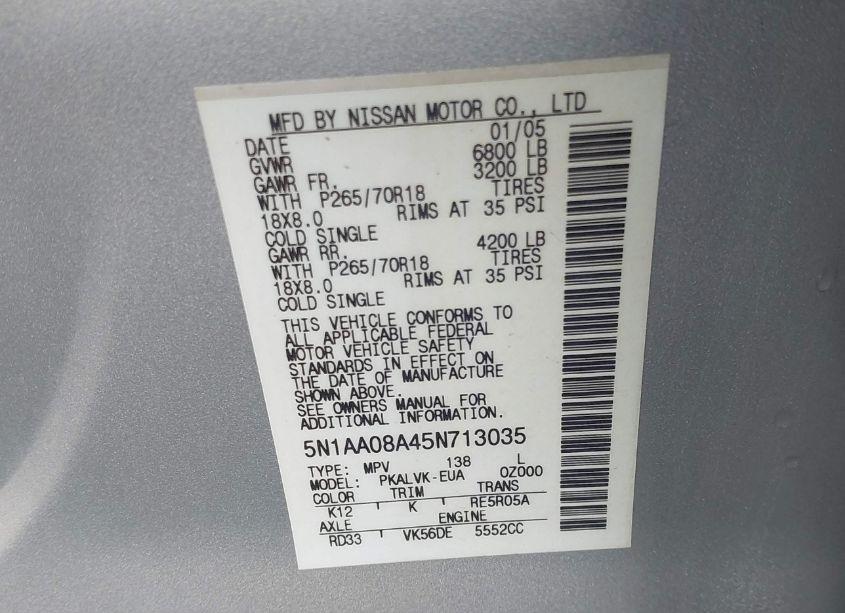 MFD BY NISSAN MOTOR CO., LTD
DATE 01/05
GVWR 6800 LB
GAWR FR. 3200 LB
WITH P265/70R18 TIRES
18X8.0 RIMS AT 35 PSI
COLD SINGLE
GAWR RR. 4200 LB
WITH P265/70R18 TIRES
18X8.0 RIMS AT 35 PSI
COLD SINGLE
THIS VEHICLE CONFORMS TO
ALL APPLICABLE FEDERAL
MOTOR VEHICLE SAFETY
STANDARDS IN EFFECT ON
THE DATE OF MANUFACTURE
SHOWN ABOVE.
SEE OWNERS MANUAL FOR
ADDITIONAL INFORMATION.
5N1AA08A45N713035
TYPE: MPV 138 L
MODEL: PKALVK-EUA 0Z000
COLOR TRIM TRANS
K12 K RE5R05A
AXLE ENGINE
RD33 VK56DE 5552CC